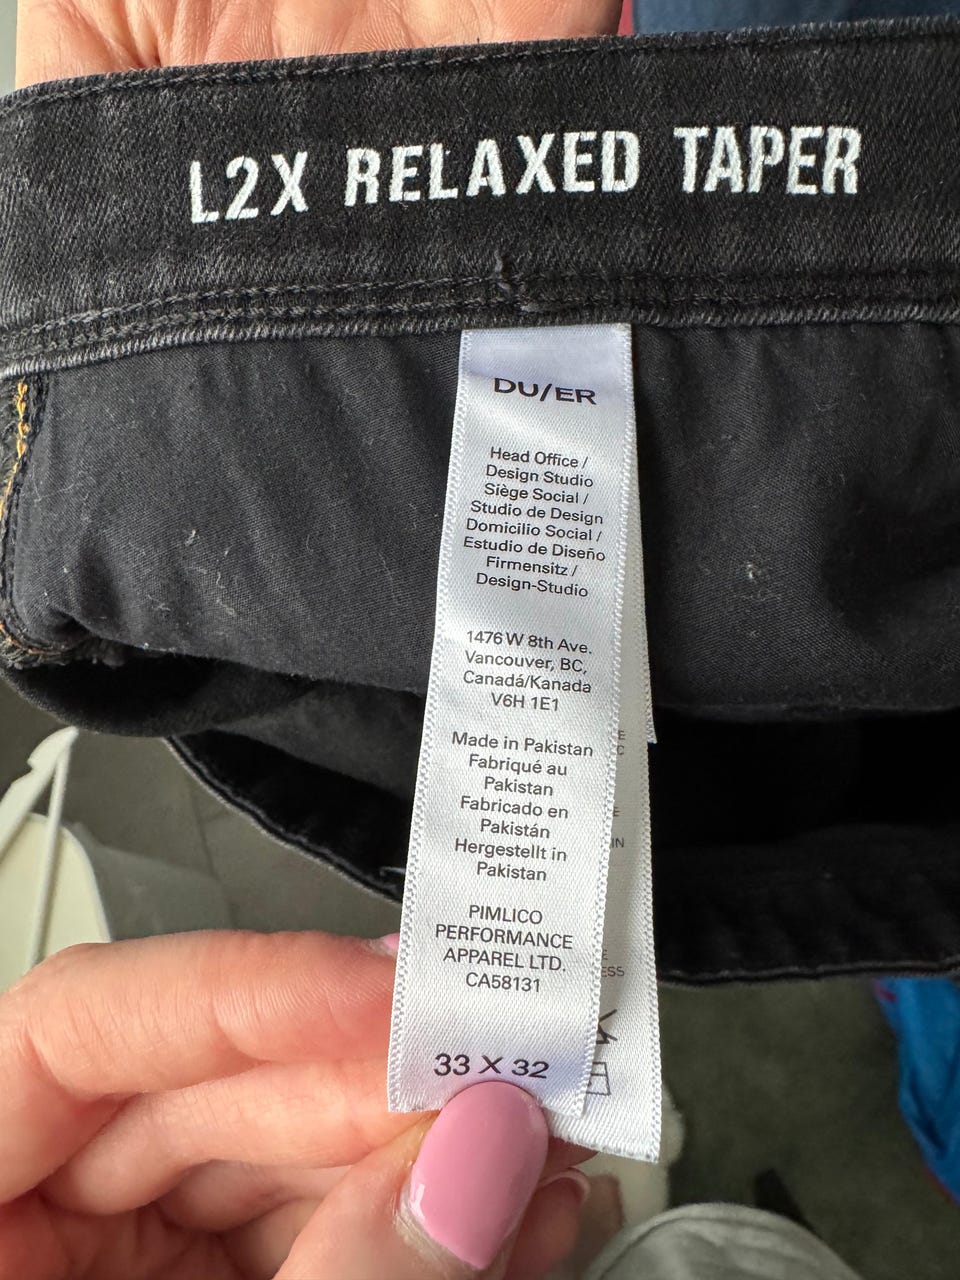 L2X RELAXED TAPER
DU/ER
Head Office /
Design Studio
Siège Social /
Studio de Design
Domicilio Social /
Estudio de Diseño
Firmensitz /
Design-Studio
1476 W 8th Ave.
Vancouver, BC,
Canadá/Kanada
V6H 1E1
Made in Pakistan
Fabriqué au
Pakistan
Fabricado en
Pakistán
Hergestellt in
Pakistan
PIMLICO
PERFORMANCE
APPAREL LTD.
CA58131
33 X 32